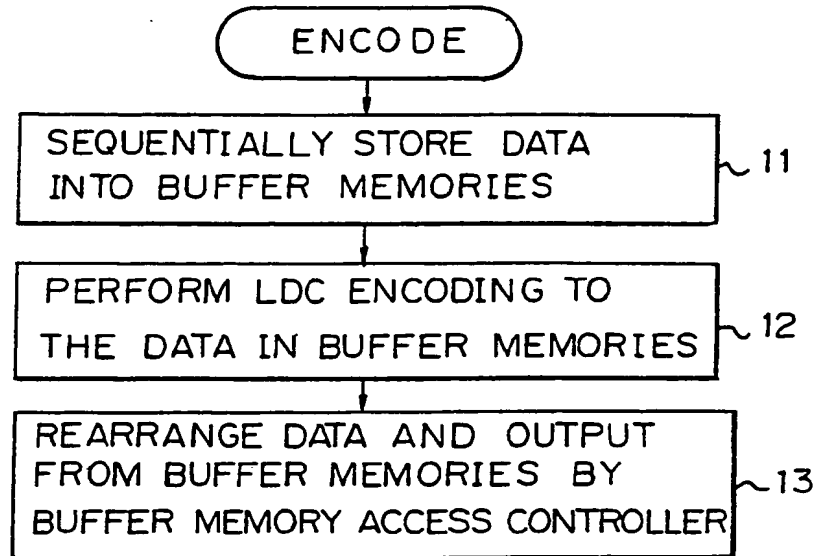 ENCODE
SEQUENTIALLY STORE DATA
INTO BUFFER MEMORIES
11
PERFORM LDC ENCODING TO
THE DATA IN BUFFER MEMORIES
12
REARRANGE DATA AND OUTPUT
FROM BUFFER MEMORIES BY
BUFFER MEMORY ACCESS CONTROLLER
13